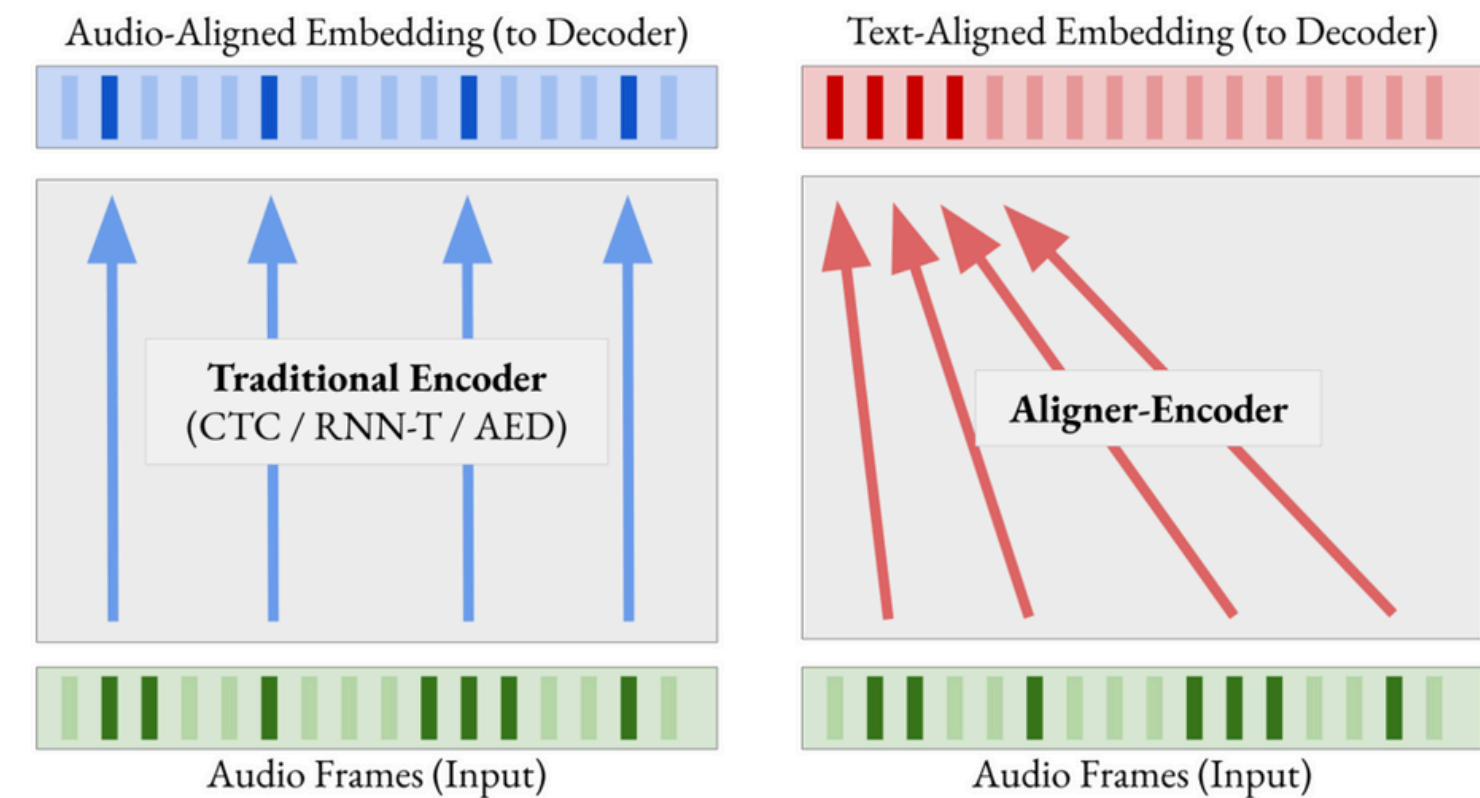 Audio-Aligned Embedding (to Decoder)
Text-Aligned Embedding (to Decoder)
Traditional Encoder
(CTC / RNN-T / AED)
Aligner-Encoder
Audio Frames (Input)
Audio Frames (Input)